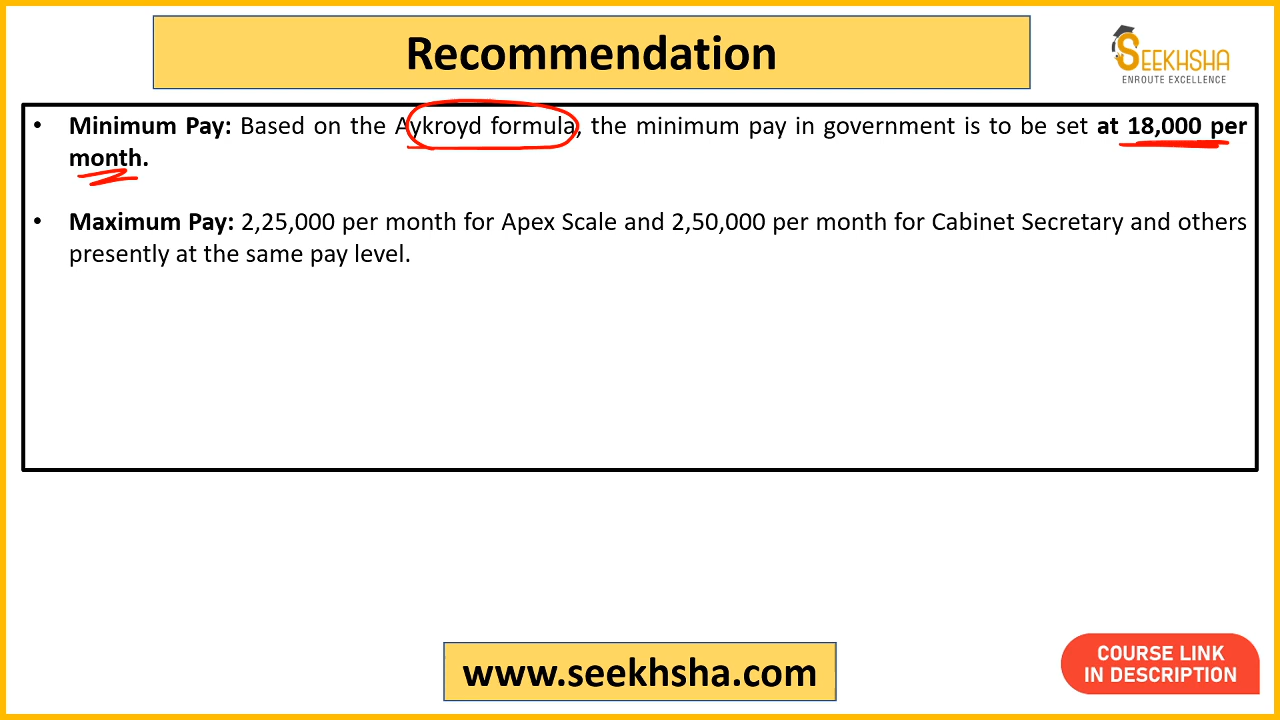 Recommendation
SEEKHSHA
ENROUTE EXCELLENCE
• Minimum Pay: Based on the Aykroyd formula, the minimum pay in government is to be set at 18,000 per
month.
• Maximum Pay: 2,25,000 per month for Apex Scale and 2,50,000 per month for Cabinet Secretary and others
presently at the same pay level.
www.seekhsha.com
COURSE LINK
IN DESCRIPTION